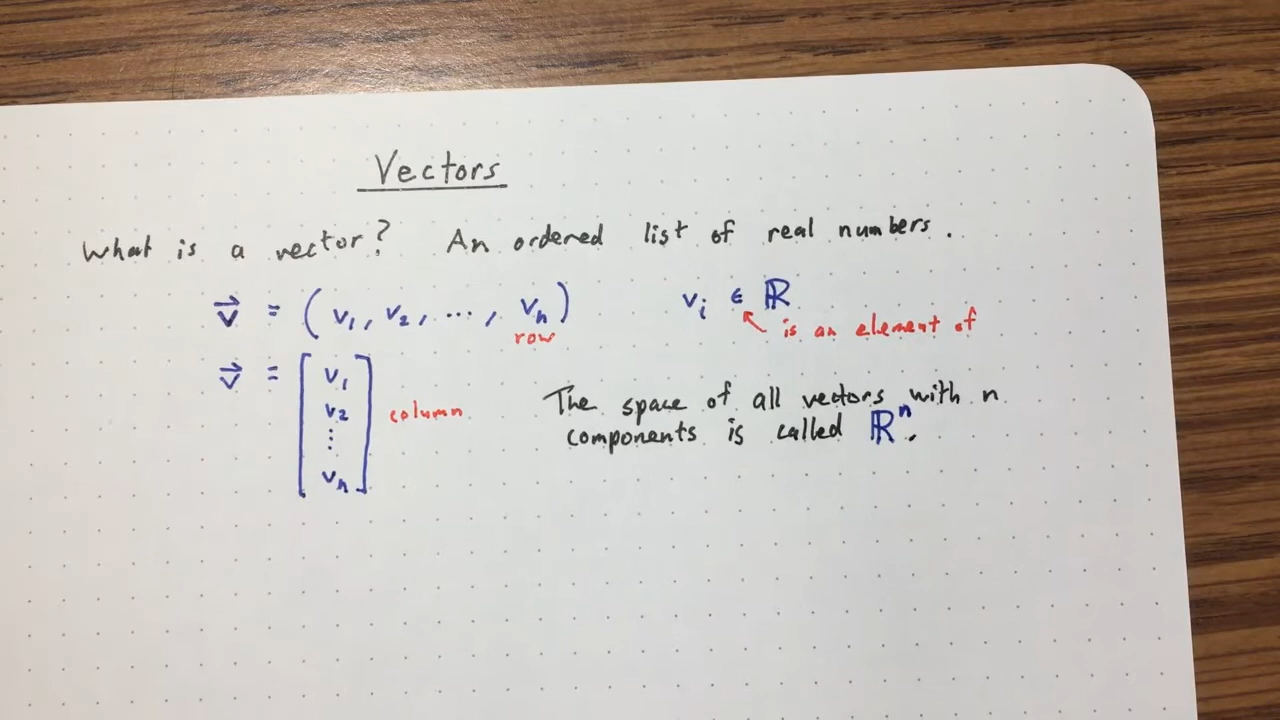 Vectors
What is a vector? An ordered list of real numbers.
v⃗ = (v₁, v₂, ..., vₙ) vᵢ ∈ ℝ
row
is an element of
v⃗ = [v₁
v₂
⋮
vₙ]
column
The space of all vectors with n
components is called ℝⁿ.